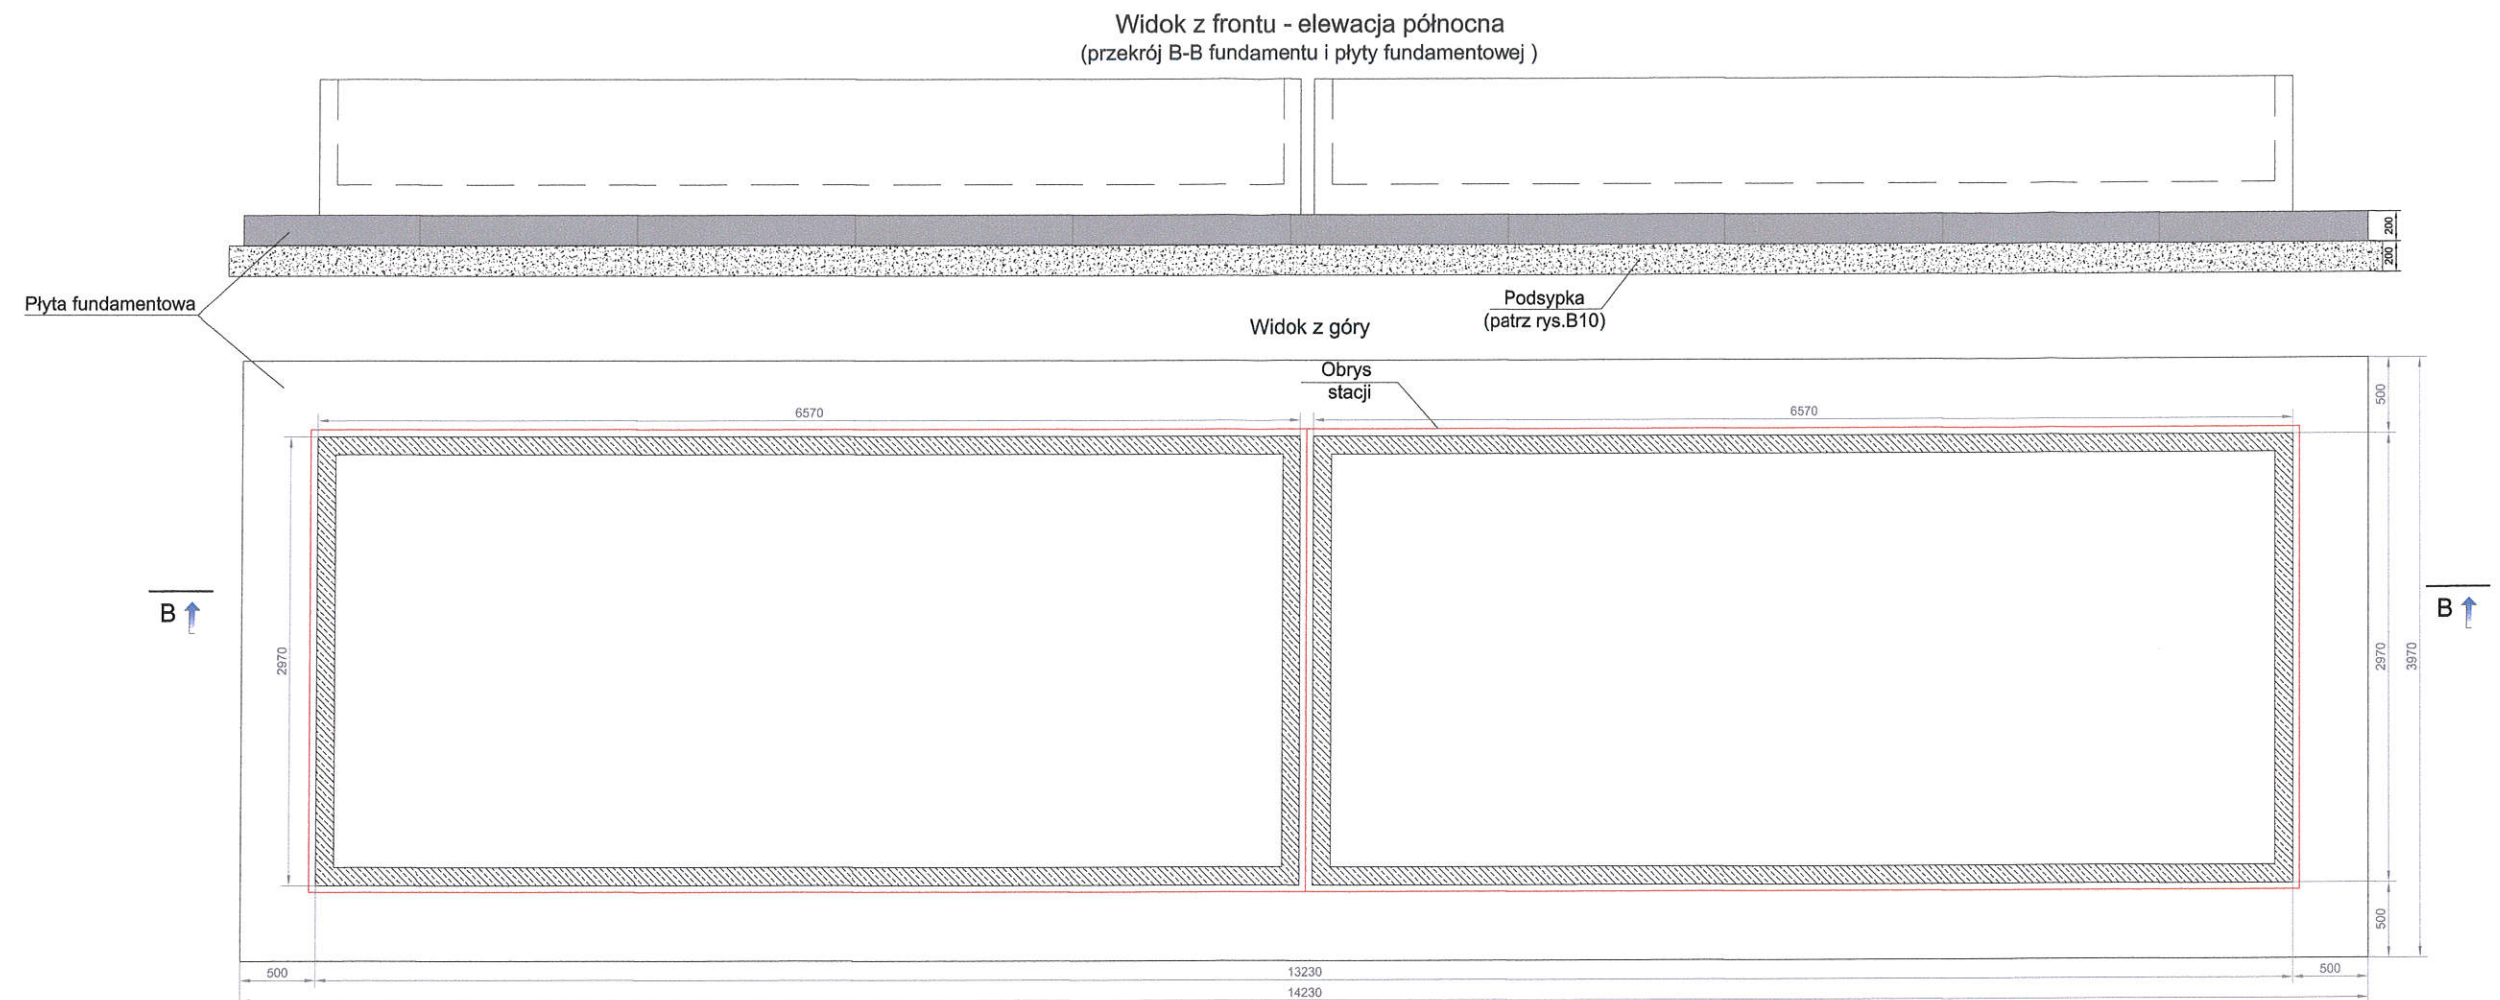 Widok z frontu - elewacja północna
(przekrój B-B fundamentu i płyty fundamentowej )
200
200
Płyta fundamentowa
Podsypka
(patrz rys.B10)
Widok z góry
Obrys
stacji
6570
6570
500
B
B
2970
2970
3970
500
500
13230
500
14230